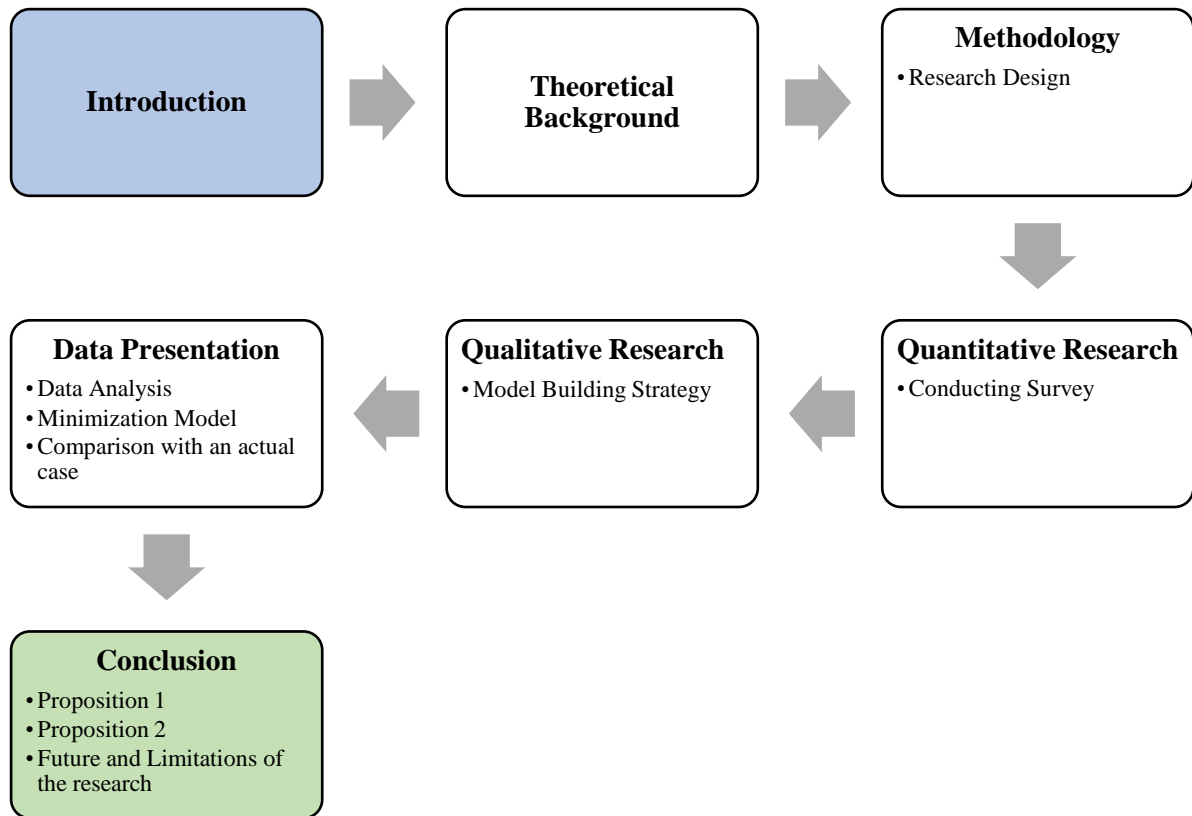 Introduction
Theoretical
Background
Methodology
• Research Design
Quantitative Research
• Conducting Survey
Qualitative Research
• Model Building Strategy
Data Presentation
• Data Analysis
• Minimization Model
• Comparison with an actual
case
Conclusion
• Proposition 1
• Proposition 2
• Future and Limitations of
the research